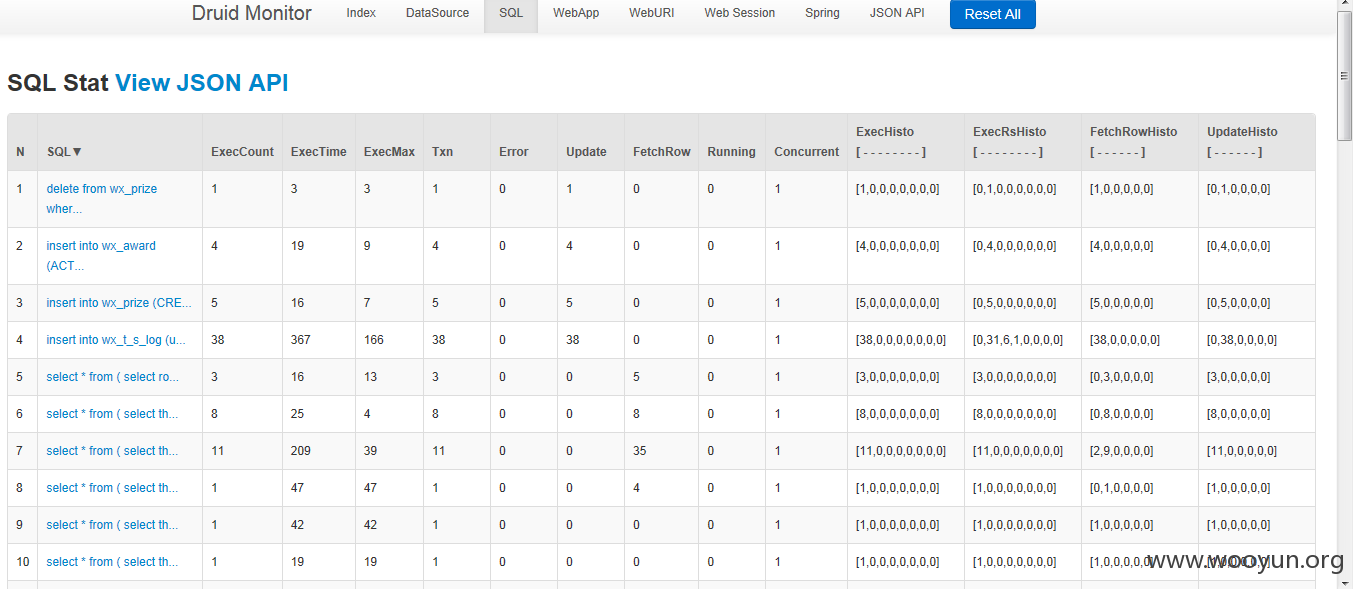 Druid Monitor Index DataSource SQL WebApp WebURI Web Session Spring JSON API Reset All
SQL Stat View JSON API
N SQL▼ ExecCount ExecTime ExecMax Txn Error Update FetchRow Running Concurrent ExecHisto [ - - - - - - - - ] ExecRsHisto [ - - - - - - - - ] FetchRowHisto [ - - - - - - ] UpdateHisto [ - - - - - - ]
1 delete from wx_prize wher... 1 3 3 1 0 1 0 0 1 [1,0,0,0,0,0,0,0] [0,1,0,0,0,0,0,0] [1,0,0,0,0,0] [0,1,0,0,0,0]
2 insert into wx_award (ACT... 4 19 9 4 0 4 0 0 1 [4,0,0,0,0,0,0,0] [0,4,0,0,0,0,0,0] [4,0,0,0,0,0] [0,4,0,0,0,0]
3 insert into wx_prize (CRE... 5 16 7 5 0 5 0 0 1 [5,0,0,0,0,0,0,0] [0,5,0,0,0,0,0,0] [5,0,0,0,0,0] [0,5,0,0,0,0]
4 insert into wx_t_s_log (u... 38 367 166 38 0 38 0 0 1 [38,0,0,0,0,0,0,0] [0,31,6,1,0,0,0,0] [38,0,0,0,0,0] [0,38,0,0,0,0]
5 select * from ( select ro... 3 16 13 3 0 0 5 0 1 [3,0,0,0,0,0,0,0] [3,0,0,0,0,0,0,0] [0,3,0,0,0,0] [3,0,0,0,0,0]
6 select * from ( select th... 8 25 4 8 0 0 8 0 1 [8,0,0,0,0,0,0,0] [8,0,0,0,0,0,0,0] [0,8,0,0,0,0] [8,0,0,0,0,0]
7 select * from ( select th... 11 209 39 11 0 0 35 0 1 [11,0,0,0,0,0,0,0] [11,0,0,0,0,0,0,0] [2,9,0,0,0,0] [11,0,0,0,0,0]
8 select * from ( select th... 1 47 47 1 0 0 4 0 1 [1,0,0,0,0,0,0,0] [1,0,0,0,0,0,0,0] [0,1,0,0,0,0] [1,0,0,0,0,0]
9 select * from ( select th... 1 42 42 1 0 0 0 0 1 [1,0,0,0,0,0,0,0] [1,0,0,0,0,0,0,0] [1,0,0,0,0,0] [1,0,0,0,0,0]
10 select * from ( select th... 1 19 19 1 0 0 0 0 1 [1,0,0,0,0,0,0,0] [1,0,0,0,0,0,0,0] [1,0,0,0,0,0] [1,0,0,0,0,0]
www.wooyun.org